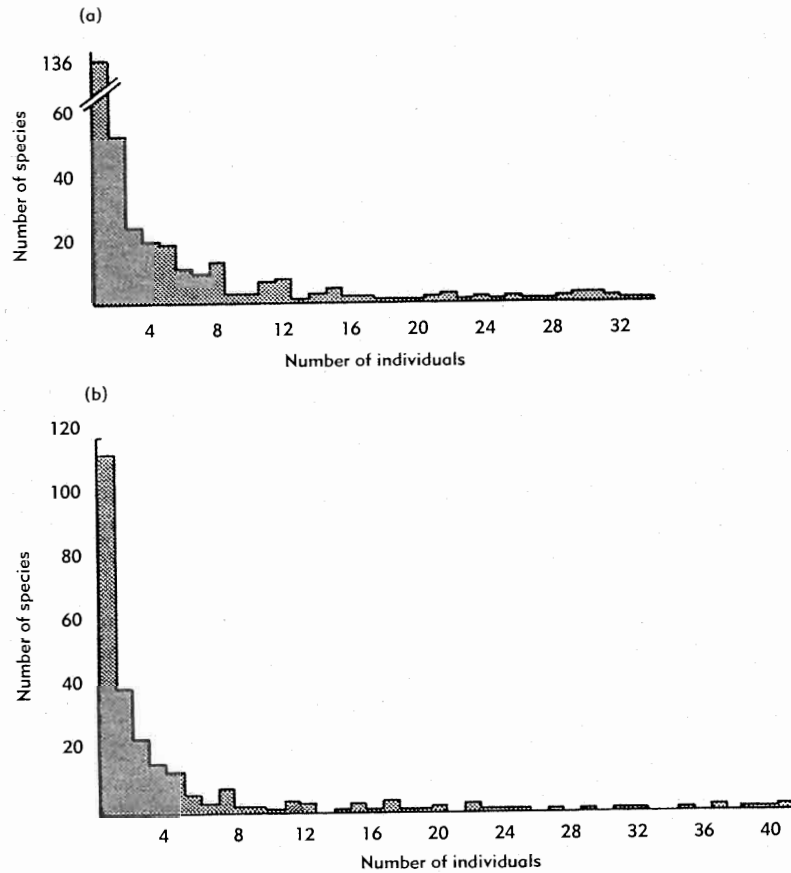 (a)
136
60
40
20
Number of species
4 8 12 16 20 24 28 32
Number of individuals
(b)
120
100
80
60
40
20
Number of species
4 8 12 16 20 24 28 32 36 40
Number of individuals